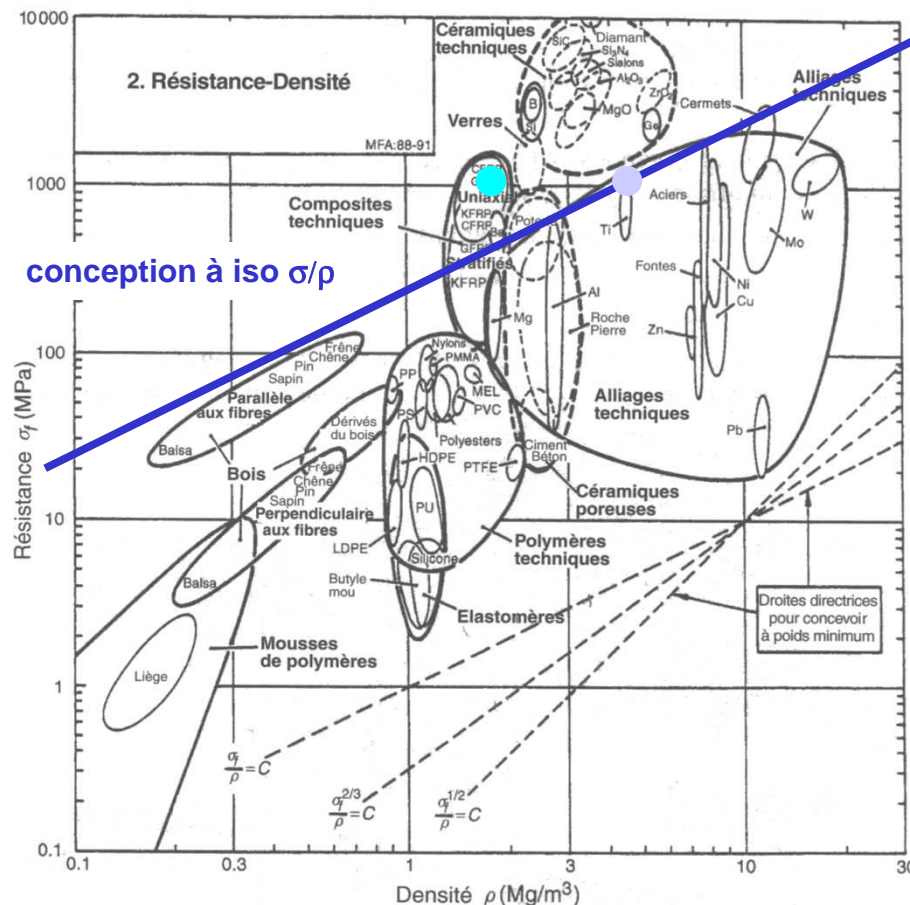 10000
1000
100
10
1
0.1
Résistance σf (MPa)
2. Résistance-Densité
MFA:88-91
Céramiques
techniques
SiC
Diamant
Si3N4
Sialons
Al2O3
ZrO2
B
Si
MgO
Ge
Cermets
Alliages
techniques
Verres
Composites
techniques
CFRP
Uniaxial
KFRP
CFRP
Be
GFRP
Stratifiés
KFRP
Aciers
Ti
W
Mo
Fontes
Ni
Cu
Zn
Al
Mg
Roche
Pierre
conception à iso σ/ρ
Nylons
PMMA
PP
MEL
PVC
PS
Polyesters
HDPE
PTFE
PU
LDPE
Silicone
Butyle
mou
Elastomères
Polymères
techniques
Alliages
techniques
Pb
Ciment
Béton
Céramiques
poreuses
Frêne
Chêne
Pin
Sapin
Parallèle
aux fibres
Balsa
Bois
Dérivés
du bois
Frêne
Chêne
Pin
Sapin
Perpendiculaire
aux fibres
Balsa
Mousses
de polymères
Liège
Droites directrices
pour concevoir
à poids minimum
σf/ρ=C
σf^2/3/ρ=C
σf^1/2/ρ=C
0.1 0.3 1 3 10 30
Densité ρ (Mg/m³)